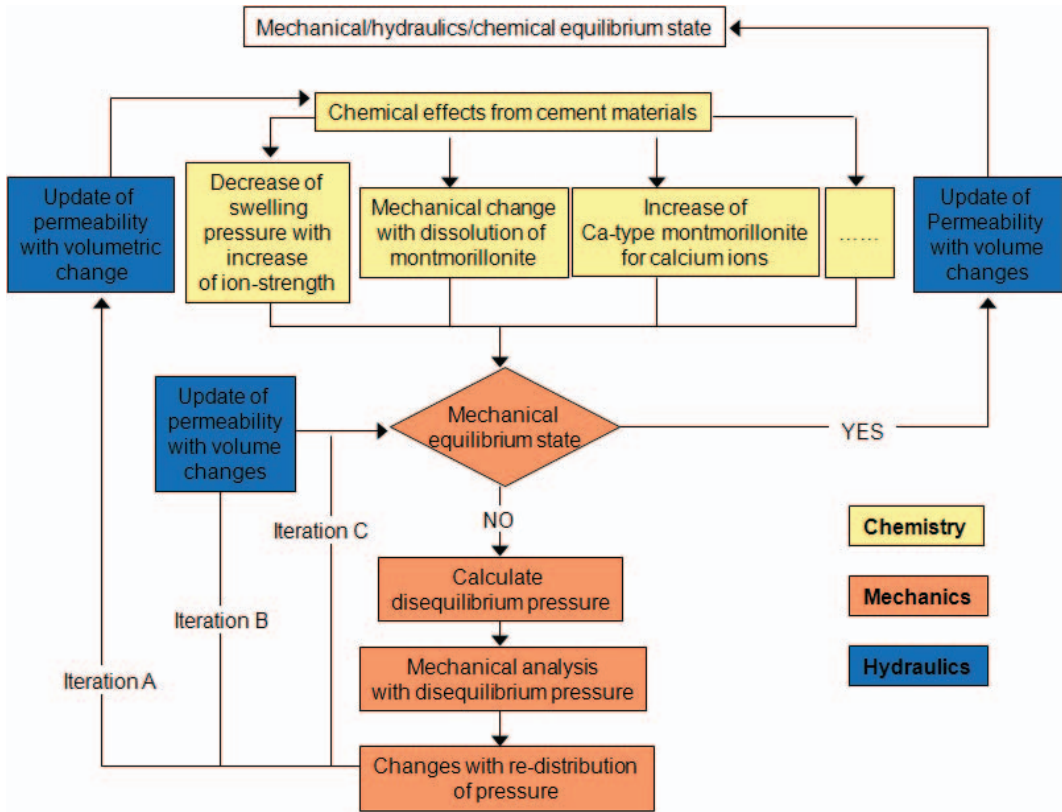 Mechanical/hydraulics/chemical equilibrium state
Chemical effects from cement materials
Update of
permeability
with volumetric
change
Decrease of
swelling
pressure with
increase
of ion-strength
Mechanical change
with dissolution of
montmorillonite
Increase of
Ca-type montmorillonite
for calcium ions
......
Update of
Permeability
with volume
changes
Update of
permeability
with volume
changes
Mechanical
equilibrium state
YES
NO
Iteration C
Iteration B
Iteration A
Calculate
disequilibrium pressure
Mechanical analysis
with disequilibrium pressure
Changes with re-distribution
of pressure
Chemistry
Mechanics
Hydraulics